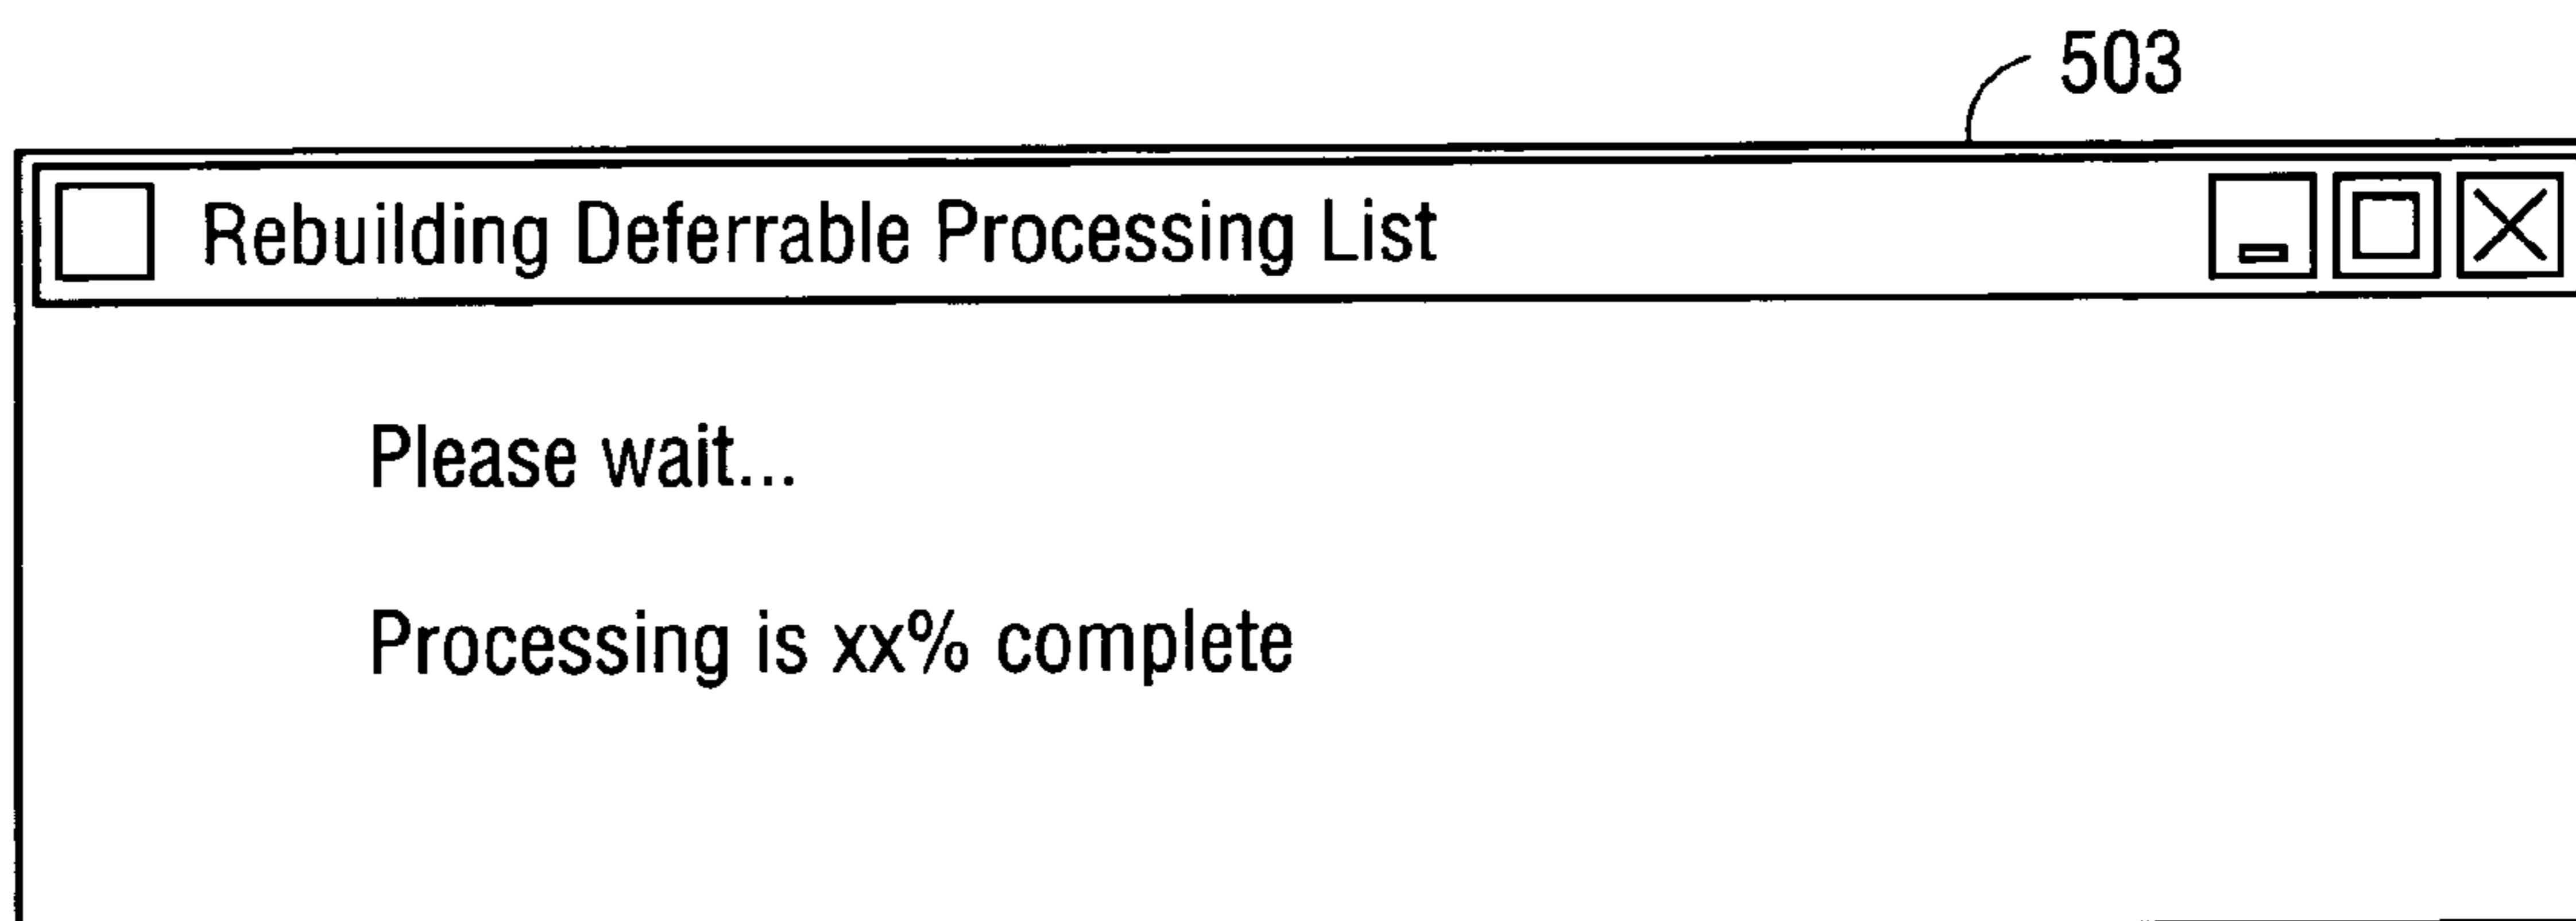 503
Rebuilding Deferrable Processing List
Please wait...
Processing is xx% complete